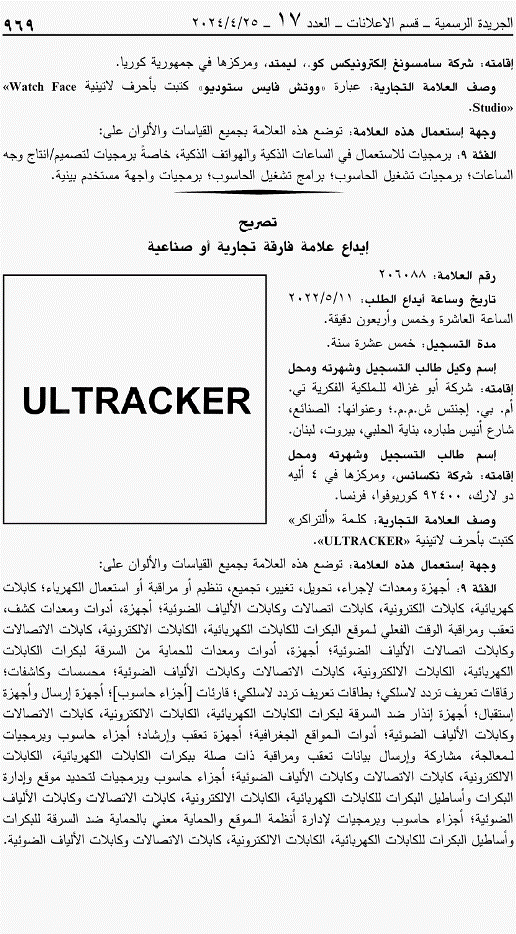 الجريدة الرسمية ــ قسم الاعلانات ــ العدد ١٧ ــ ٢٠٢٤/٤/٢٥ ٩٦٩
إقامته: شركة سامسونغ إلكترونيكس كو.، ليمتد، ومركزها في جمهورية كوريا.
وصف العلامة التجارية: عبارة «ووتش فايس ستوديو» كتبت بأحرف لاتينية «Watch Face
Studio».
وجهة إستعمال هذه العلامة: توضع هذه العلامة بجميع القياسات والألوان على:
الفئة ٩: برمجيات للاستعمال في الساعات الذكية والهواتف الذكية، خاصةً برمجيات لتصميم/انتاج وجه
الساعات؛ برمجيات تشغيل الحاسوب؛ برامج تشغيل الحاسوب؛ برمجيات واجهة مستخدم بينية.
تصريح
إيداع علامة فارقة تجارية أو صناعية
رقم العلامة: ٢٠٦٠٨٨
تاريخ وساعة أيداع الطلب: ٢٠٢٢/٥/١١
الساعة العاشرة وخمس وأربعون دقيقة.
مدة التسجيل: خمس عشرة سنة.
إسم وكيل طالب التسجيل وشهرته ومحل
إقامته: شركة أبو غزاله للملكية الفكرية تي.
أم. بي. إجنتس ش.م.م.؛ وعنوانها: الصنائع،
شارع أنيس طباره، بناية الحلبي، بيروت، لبنان.
إسم طالب التسجيل وشهرته ومحل
إقامته: شركة نكسانس، ومركزها في ٤ أليه
دو لارك، ٩٢٤٠٠ كوربوفوا، فرنسا.
وصف العلامة التجارية: كلمة «ألتراكر»
كتبت بأحرف لاتينية «ULTRACKER».
ULTRACKER
وجهة إستعمال هذه العلامة: توضع هذه العلامة بجميع القياسات والألوان على:
الفئة ٩: أجهزة ومعدات لإجراء، تحويل، تغيير، تجميع، تنظيم أو مراقبة أو استعمال الكهرباء؛ كابلات
كهربائية، كابلات الكترونية، كابلات اتصالات وكابلات الألياف الضوئية؛ أجهزة، أدوات ومعدات كشف،
تعقب ومراقبة الوقت الفعلي لموقع البكرات للكابلات الكهربائية، الكابلات الالكترونية، كابلات الاتصالات
وكابلات اتصالات الألياف الضوئية؛ أجهزة، أدوات ومعدات للحماية من السرقة لبكرات الكابلات
الكهربائية، الكابلات الالكترونية، كابلات الاتصالات وكابلات الألياف الضوئية؛ محسسات وكاشفات؛
رقاقات تعريف تردد لاسلكي؛ بطاقات تعريف تردد لاسلكي؛ قارئات [أجزاء حاسوب]؛ أجهزة إرسال وأجهزة
إستقبال؛ أجهزة إنذار ضد السرقة لبكرات الكابلات الكهربائية، الكابلات الالكترونية، كابلات الاتصالات
وكابلات الألياف الضوئية؛ أدوات المواقع الجغرافية؛ أجهزة تعقب وإرشاد؛ أجزاء حاسوب وبرمجيات
لمعالجة، مشاركة وإرسال بيانات تعقب ومراقبة ذات صلة ببكرات الكابلات الكهربائية، الكابلات
الالكترونية، كابلات الاتصالات وكابلات الألياف الضوئية؛ أجزاء حاسوب وبرمجيات لتحديد موقع وإدارة
البكرات وأساطيل البكرات للكابلات الكهربائية، الكابلات الالكترونية، كابلات الاتصالات وكابلات الألياف
الضوئية؛ أجزاء حاسوب وبرمجيات لإدارة أنظمة الموقع والحماية معني بالحماية ضد السرقة للبكرات
وأساطيل البكرات للكابلات الكهربائية، الكابلات الالكترونية، كابلات الاتصالات وكابلات الألياف الضوئية.